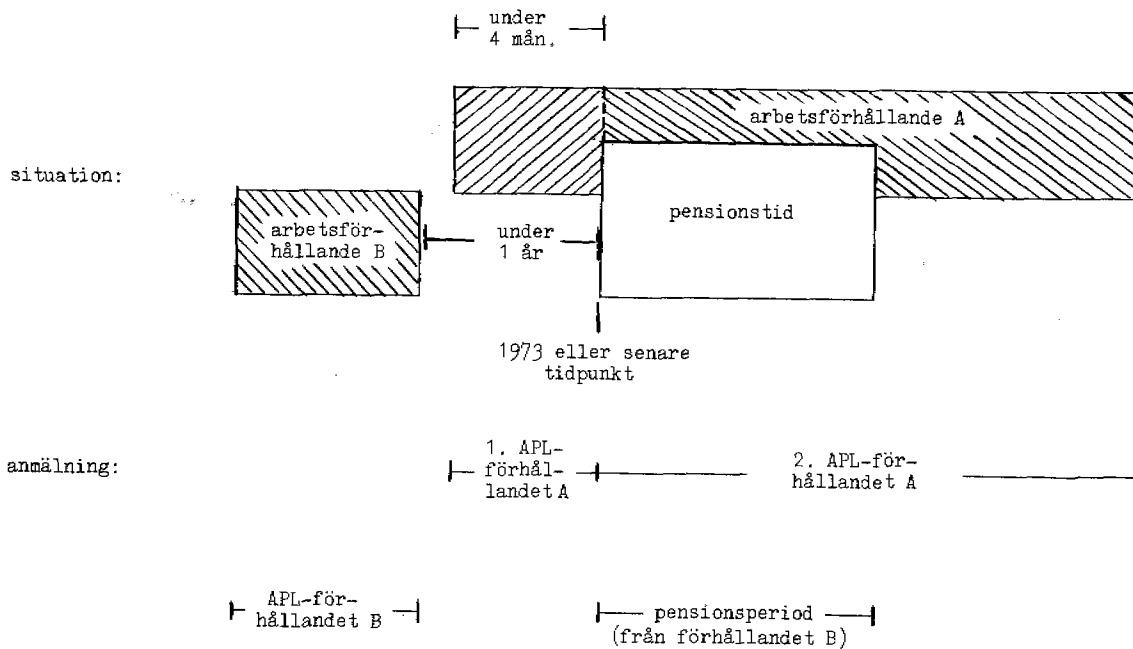 under
4 mån.
arbetsförhållande A
situation:
pensionstid
arbetsför-
hållande B
under
1 år
1973 eller senare
tidpunkt
anmälning:
1. APL-
förhål-
landet A
2. APL-för-
hållandet A
APL-för-
hållandet B
pensionsperiod
(från förhållandet B)